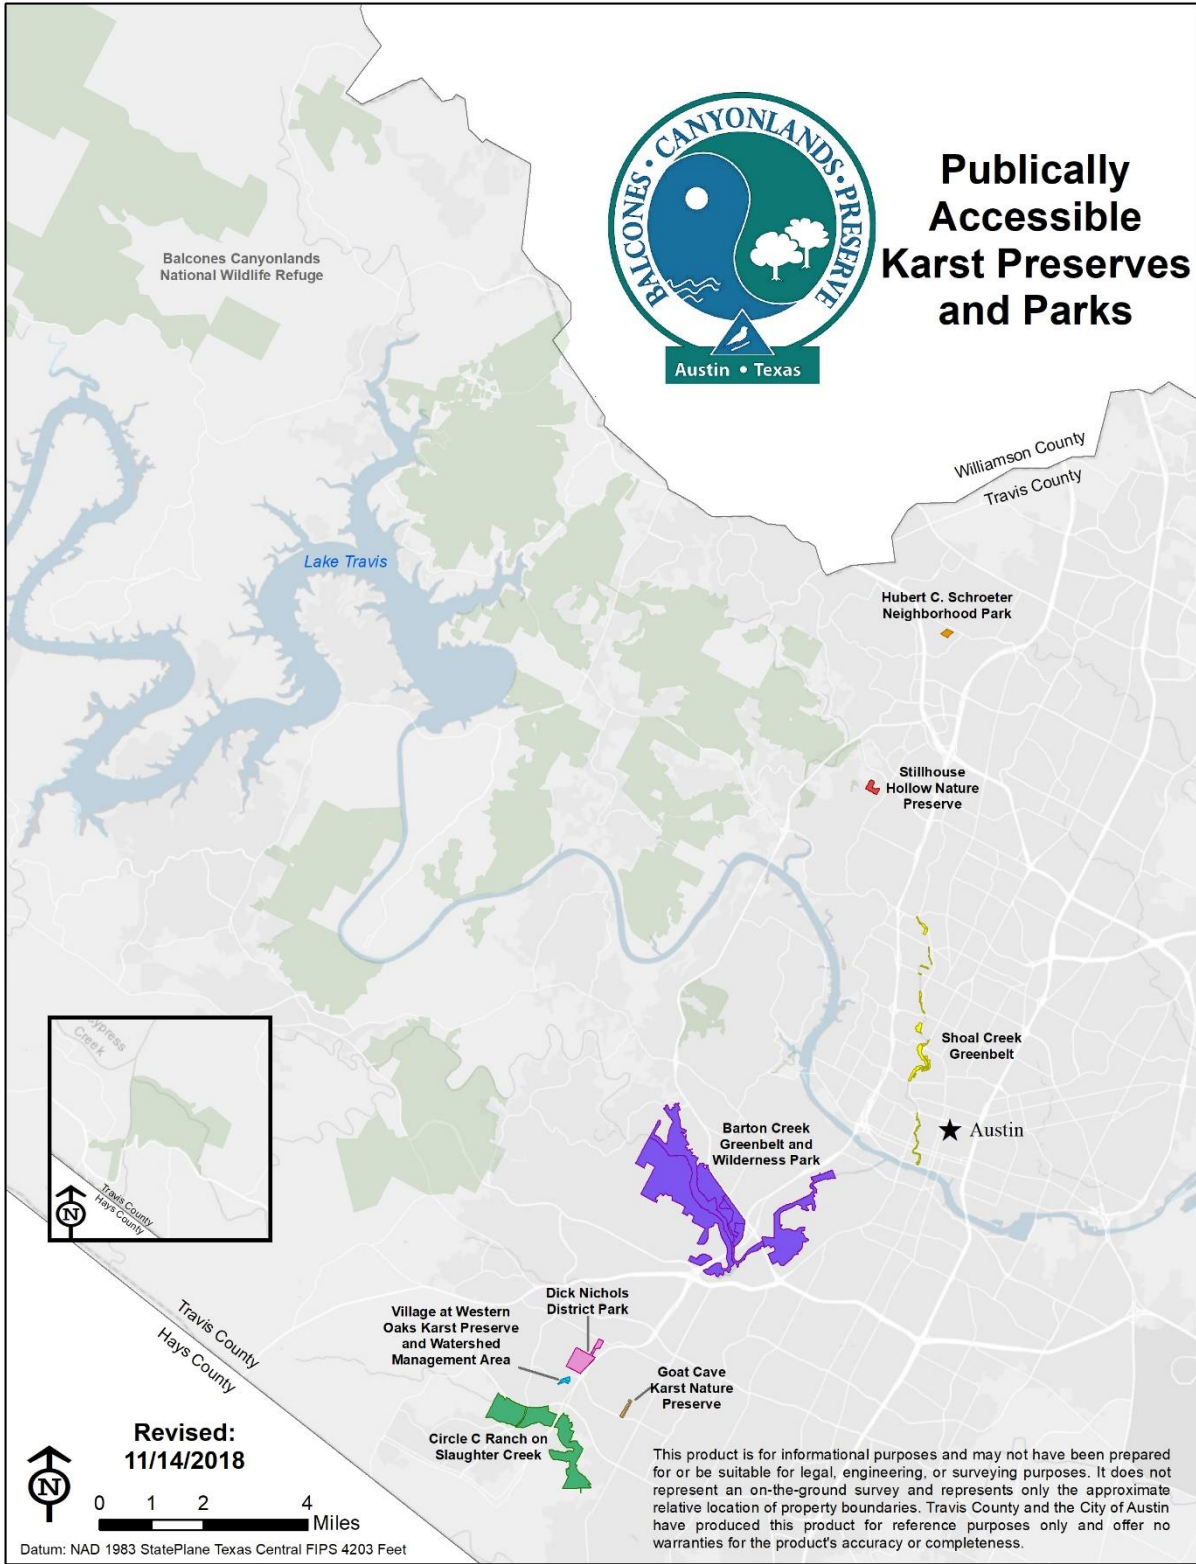 BALCONES • CANYONLANDS • PRESERVE
Austin • Texas
Publically
Accessible
Karst Preserves
and Parks
Balcones Canyonlands
National Wildlife Refuge
Williamson County
Travis County
Lake Travis
Hubert C. Schroeter
Neighborhood Park
Stillhouse
Hollow Nature
Preserve
Shoal Creek
Greenbelt
Austin
Barton Creek
Greenbelt and
Wilderness Park
Creek
Travis County
Hays County
N
Travis County
Hays County
Dick Nichols
District Park
Village at Western
Oaks Karst Preserve
and Watershed
Management Area
Goat Cave
Karst Nature
Preserve
Circle C Ranch on
Slaughter Creek
Revised:
11/14/2018
N
0 1 2 4
Miles
Datum: NAD 1983 StatePlane Texas Central FIPS 4203 Feet
This product is for informational purposes and may not have been prepared
for or be suitable for legal, engineering, or surveying purposes. It does not
represent an on-the-ground survey and represents only the approximate
relative location of property boundaries. Travis County and the City of Austin
have produced this product for reference purposes only and offer no
warranties for the product's accuracy or completeness.